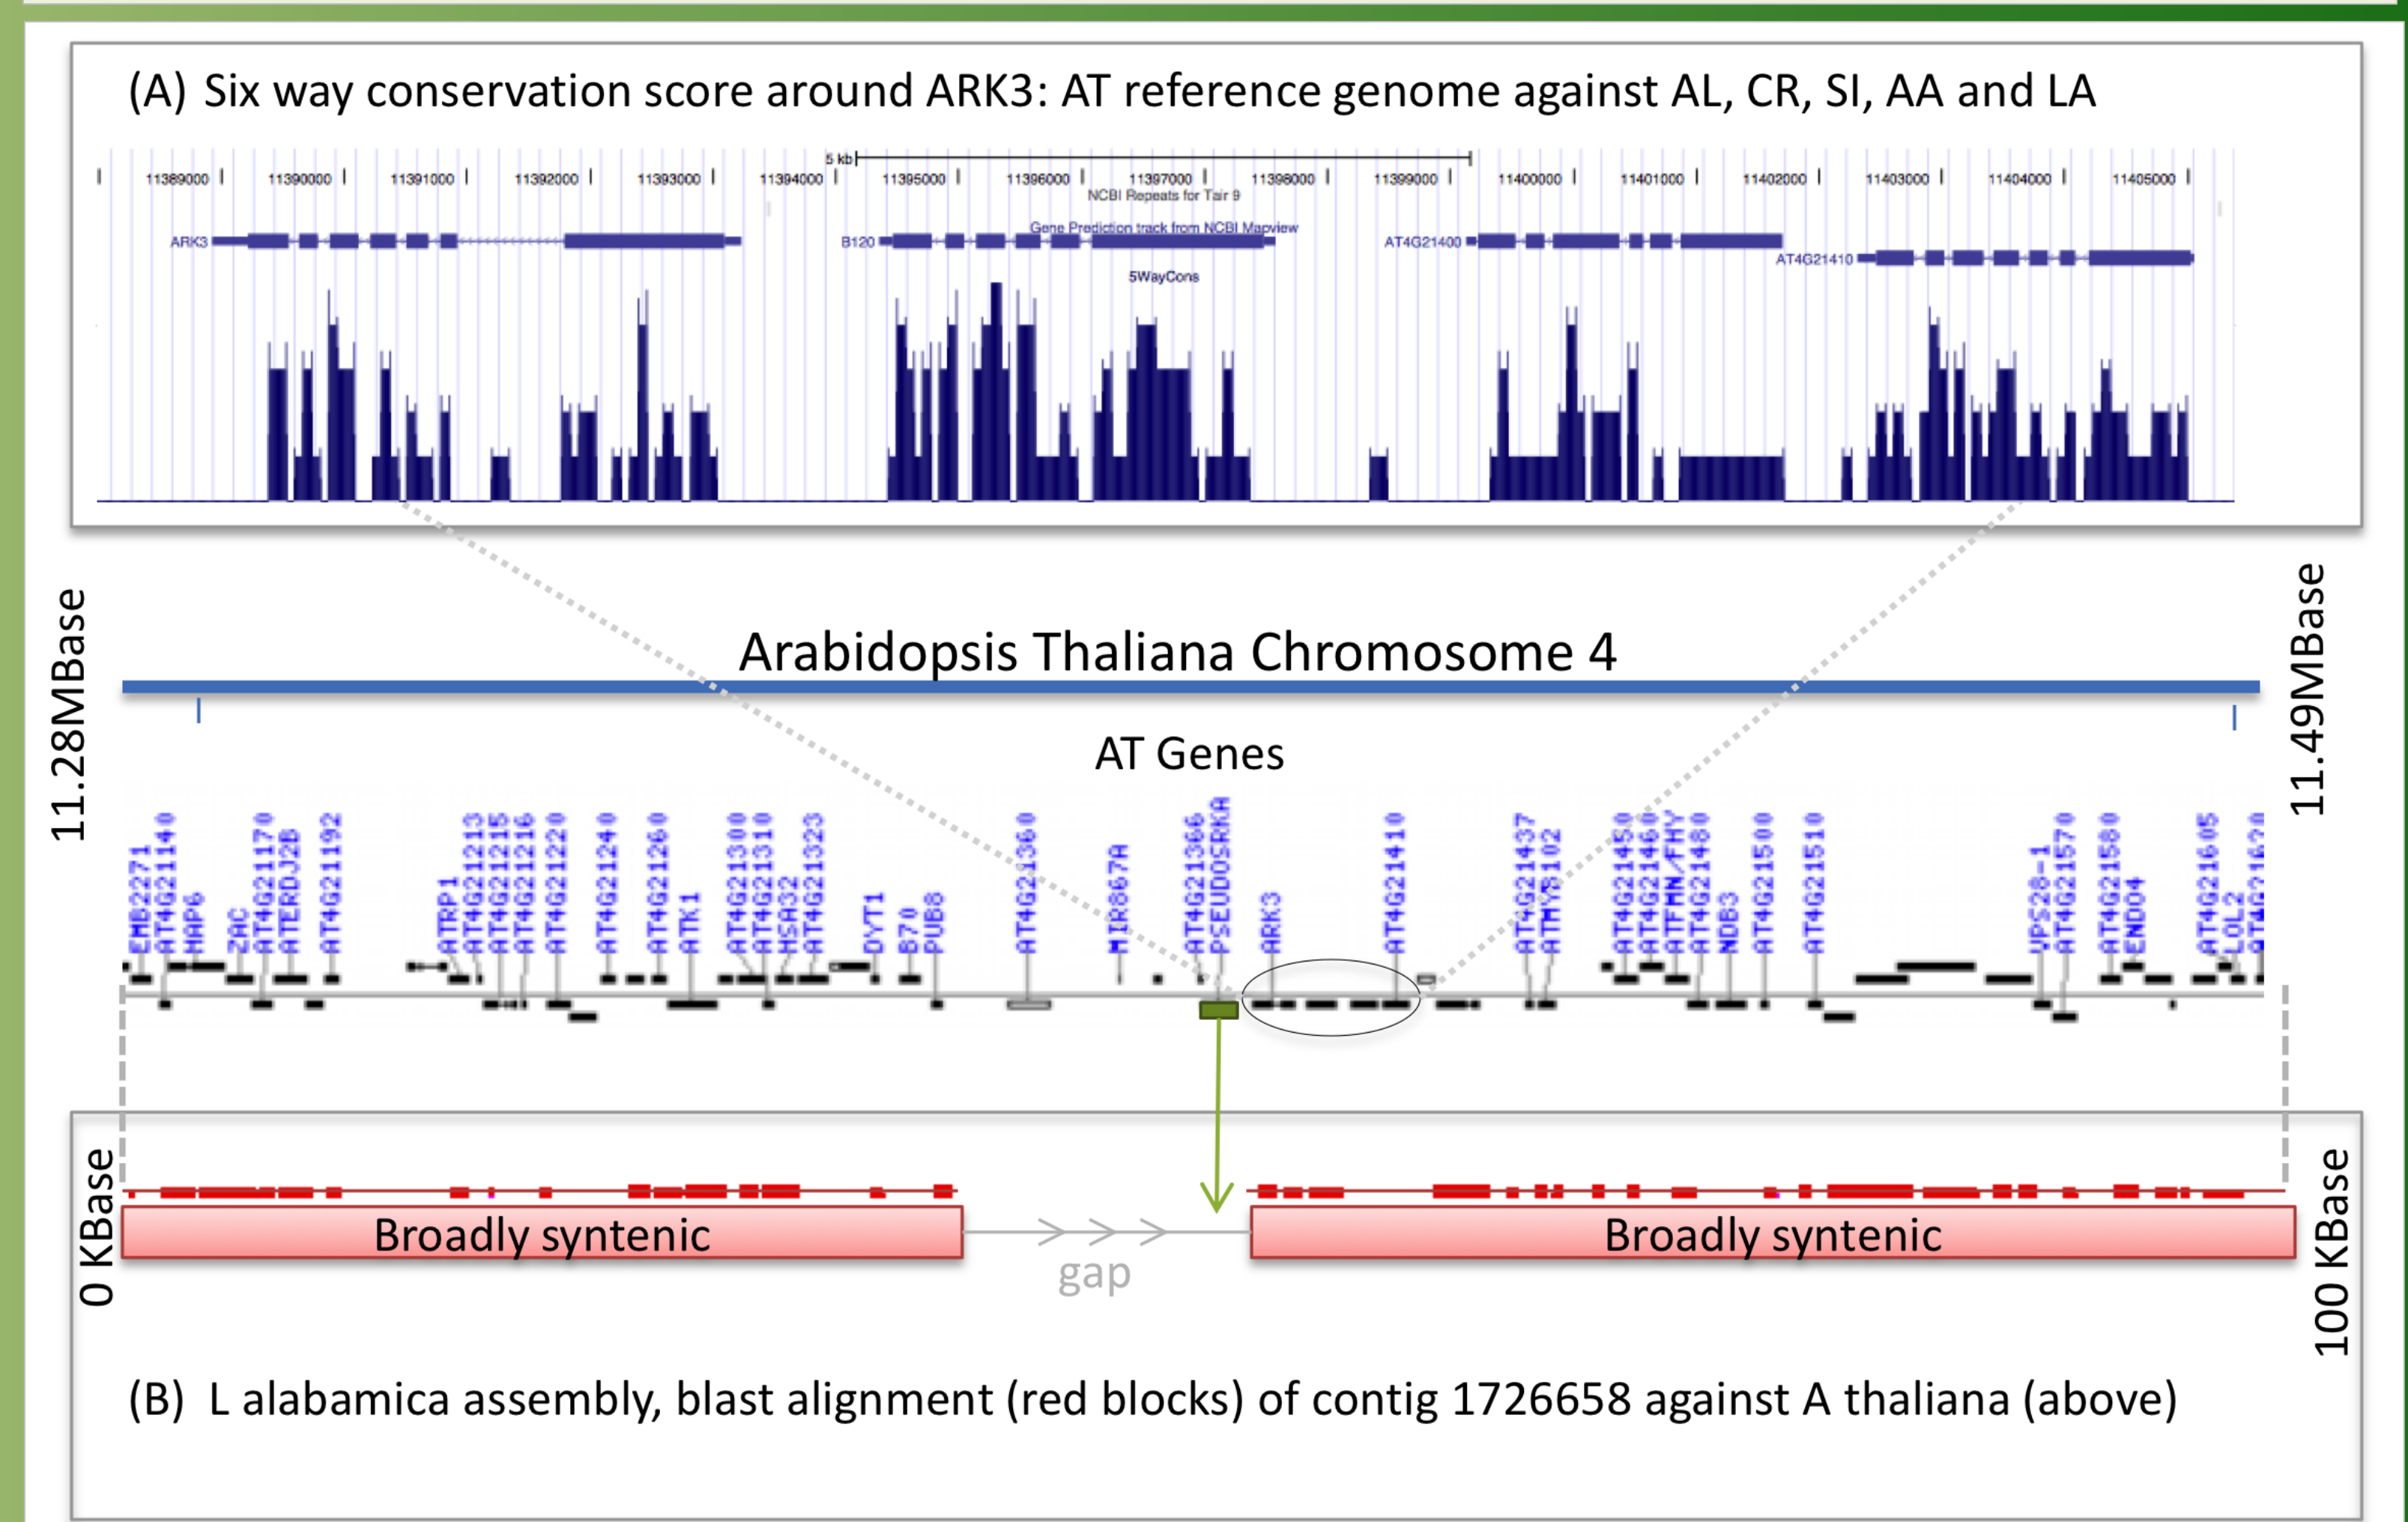 (A) Six way conservation score around ARK3: AT reference genome against AL, CR, SI, AA and LA
5 kb
11389000 11390000 11391000 11392000 11393000 11394000 11395000 11396000 11397000 11398000 11399000 11400000 11401000 11402000 11403000 11404000 11405000
NCBI Repeats for Tair 9
Gene Prediction track from NCBI Mapview
ARK3 B120 AT4G21400
AT4G21410
5WayCons
11.28MBase
11.49MBase
Arabidopsis Thaliana Chromosome 4
AT Genes
EMB2271
AT4G21140
HAP6
ZAC
AT4G21170
ATERDJ2B
AT4G21192
ATRP1
AT4G21213
AT4G21215
AT4G21216
AT4G21220
AT4G21240
AT4G21260
ATK1
AT4G21300
AT4G21310
HSA32
AT4G21323
DYT1
B70
PUB8
AT4G21360
MIR867A
AT4G21366
PSEUDOSRKA
ARK3
AT4G21410
AT4G21437
ATMYB102
AT4G21450
AT4G21460
ATFMN/FHY
AT4G21480
NDB3
AT4G21500
AT4G21510
VPS28-1
AT4G21570
AT4G21580
ENDO4
AT4G21605
LOL2
0 KBase
100 KBase
Broadly syntenic
gap
Broadly syntenic
(B) L alabamica assembly, blast alignment (red blocks) of contig 1726658 against A thaliana (above)